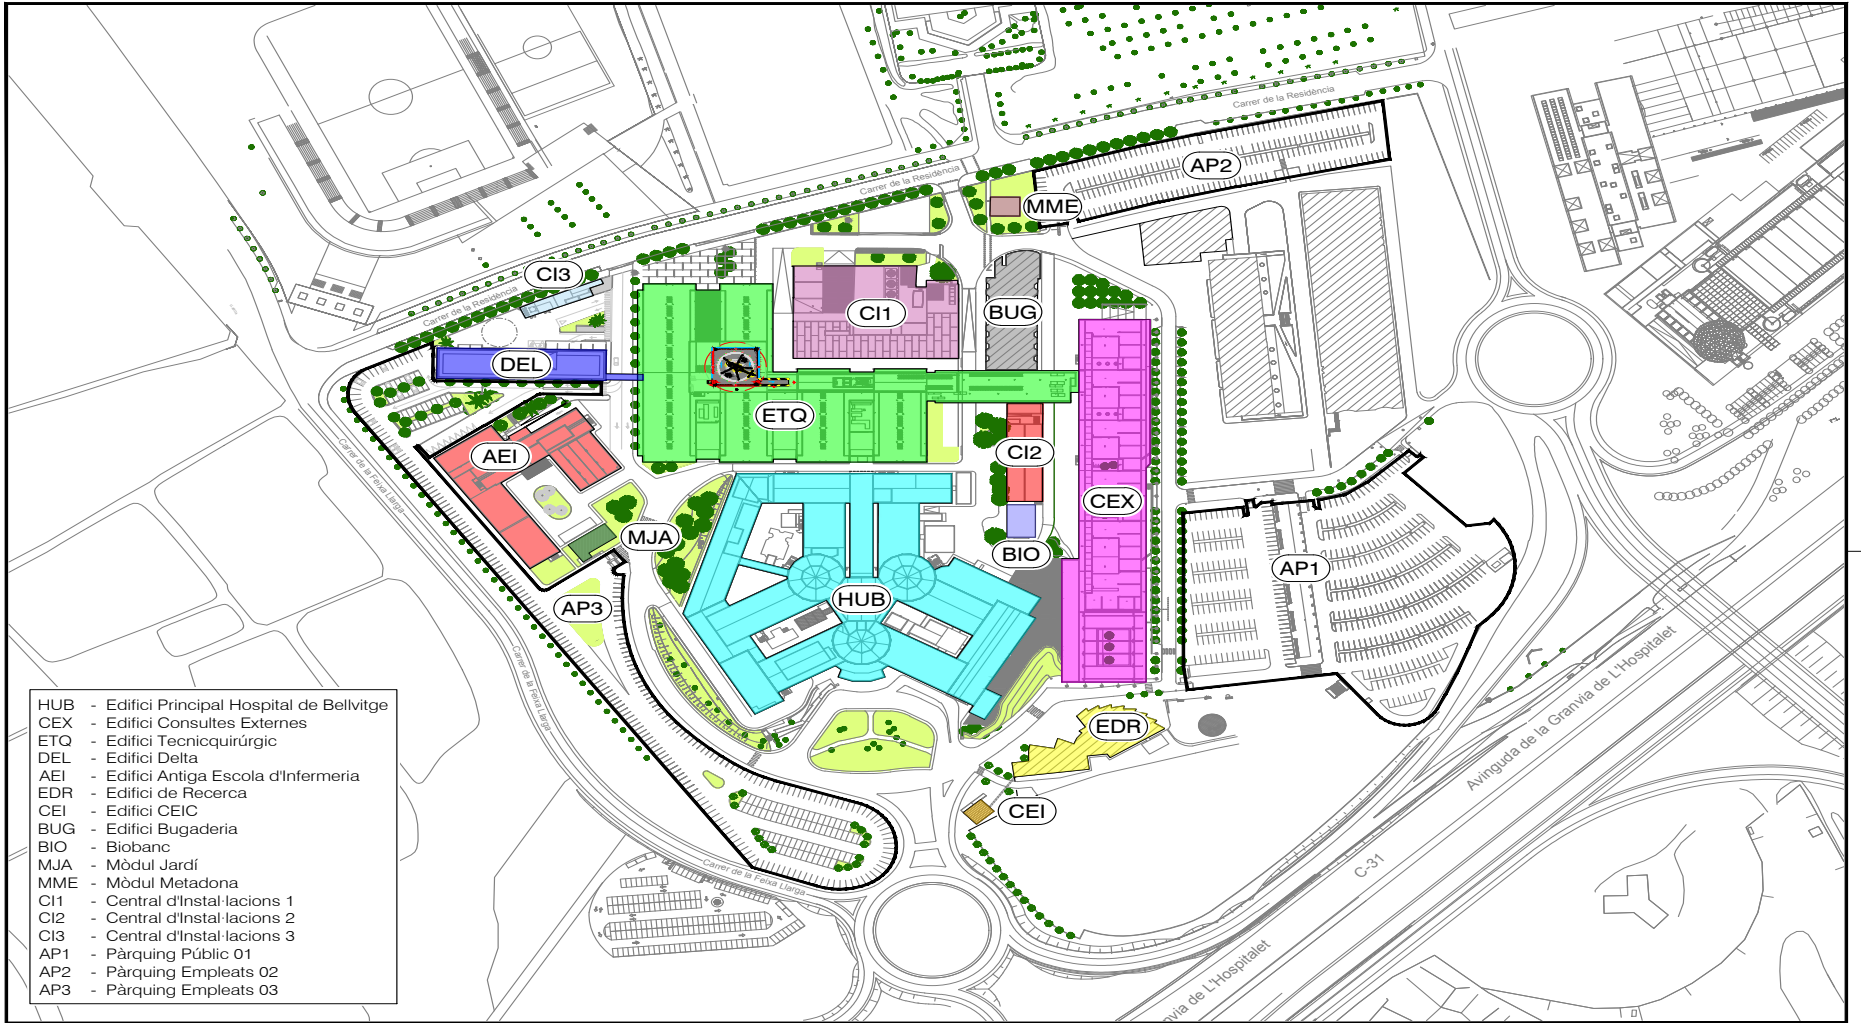 Carrer de la Residència
Carrer de la Residència
AP2
MME
CI3
Carrer de la Residència
CI1
BUG
DEL
ETQ
AEI
CI2
CEX
Carrer de la Feixa Llarga
MJA
BIO
AP1
HUB
AP3
Carrer de la Feixa Llarga
EDR
Avinguda de la Granvia de L'Hospitalet
CEI
C-31
Carrer de la Feixa Llarga
nvia de L'Hospitalet
HUB - Edifici Principal Hospital de Bellvitge
CEX - Edifici Consultes Externes
ETQ - Edifici Tecnicquirúrgic
DEL - Edifici Delta
AEI - Edifici Antiga Escola d'Infermeria
EDR - Edifici de Recerca
CEI - Edifici CEIC
BUG - Edifici Bugaderia
BIO - Biobanc
MJA - Mòdul Jardí
MME - Mòdul Metadona
CI1 - Central d'Instal·lacions 1
CI2 - Central d'Instal·lacions 2
CI3 - Central d'Instal·lacions 3
AP1 - Pàrquing Públic 01
AP2 - Pàrquing Empleats 02
AP3 - Pàrquing Empleats 03